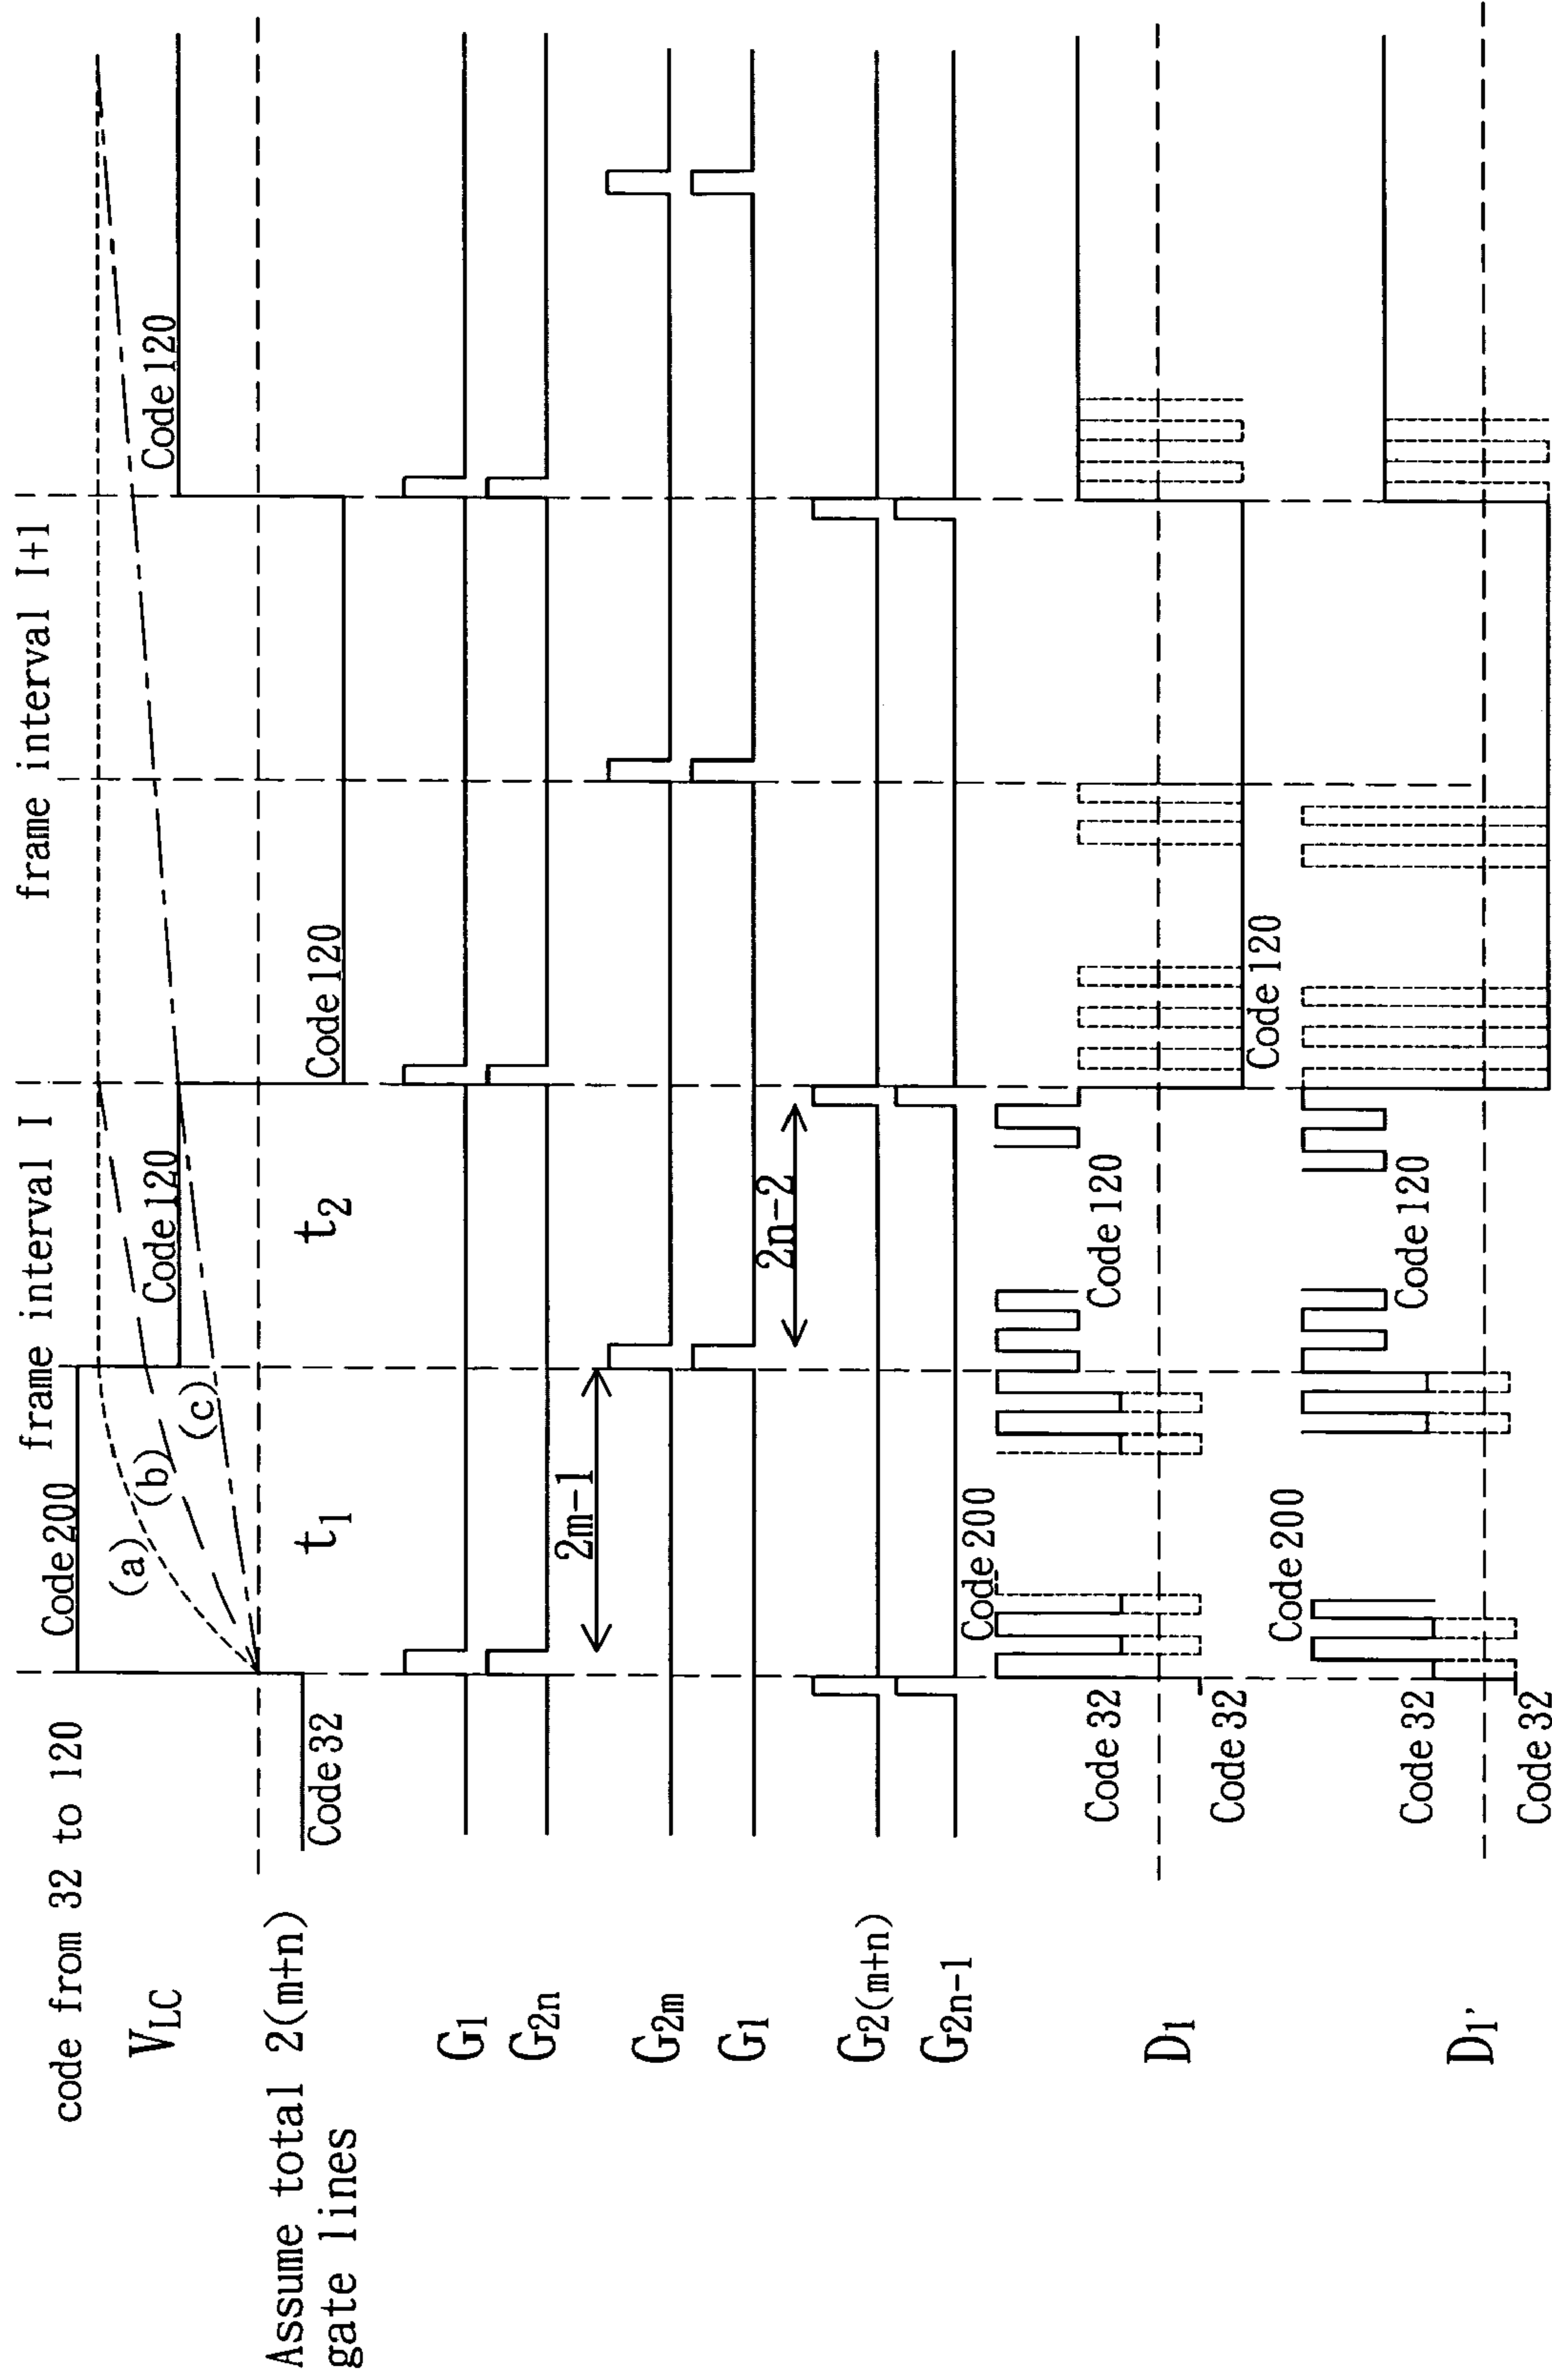 code from 32 to 120
frame interval I
frame interval I+1
VLC
Code 200
Code 120
Code 120
(a)
(b)
(c)
Code 32
t1
t2
Code 120
Assume total 2(m+n)
gate lines
G1
G2n
2m-1
G2m
G1
2n-2
G2(m+n)
G2n-1
Code 200
Code 32
Code 120
D1
Code 32
Code 120
Code 200
Code 32
Code 120
D1'
Code 32